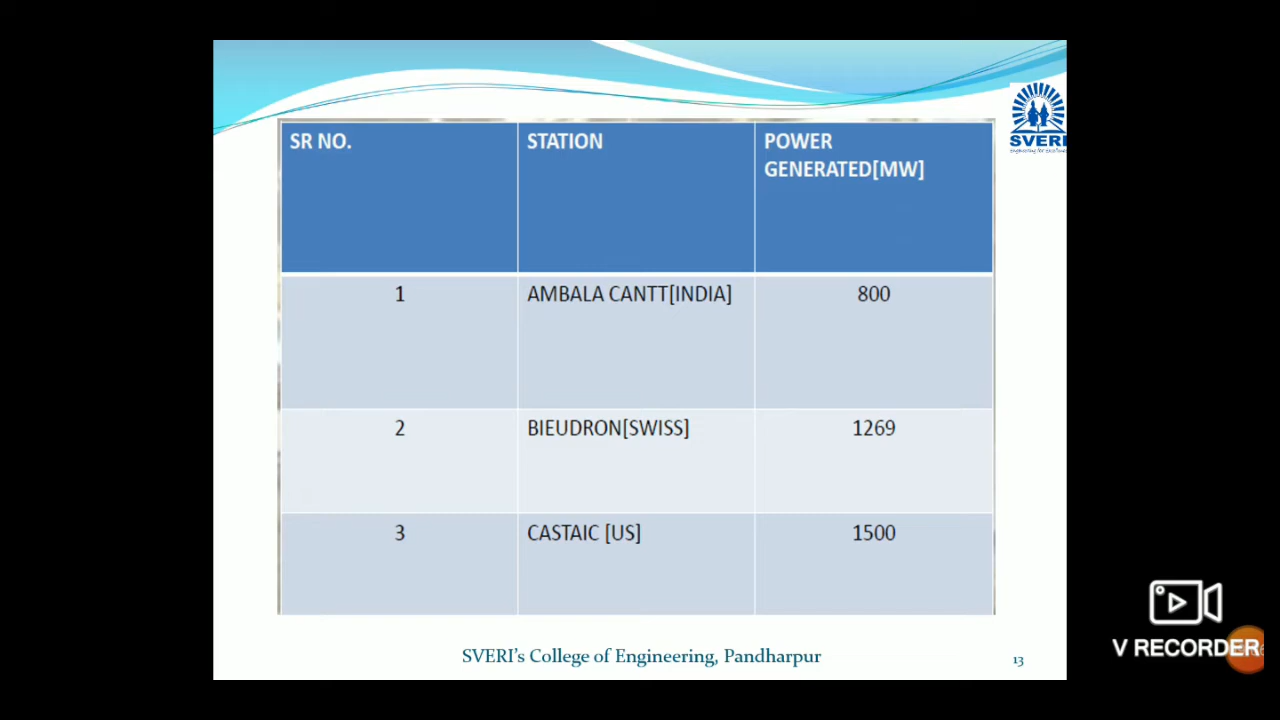 SVERI
SR NO. STATION POWER
GENERATED[MW]
1 AMBALA CANTT[INDIA] 800
2 BIEUDRON[SWISS] 1269
3 CASTAIC [US] 1500
SVERI's College of Engineering, Pandharpur 13
V RECORDER